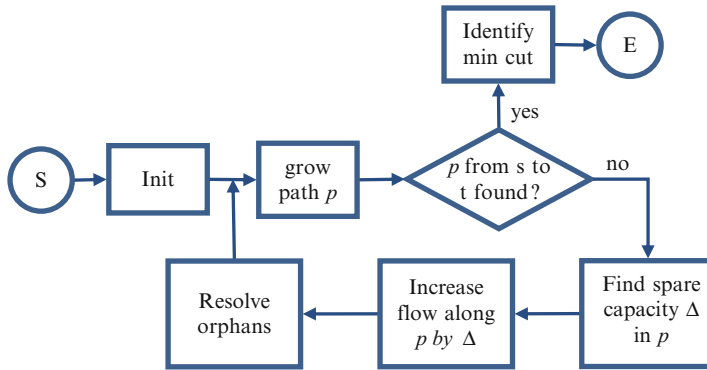 Identify
min cut
E
yes
S
Init
grow
path p
p from s to
t found?
no
Resolve
orphans
Increase
flow along
p by Δ
Find spare
capacity Δ
in p